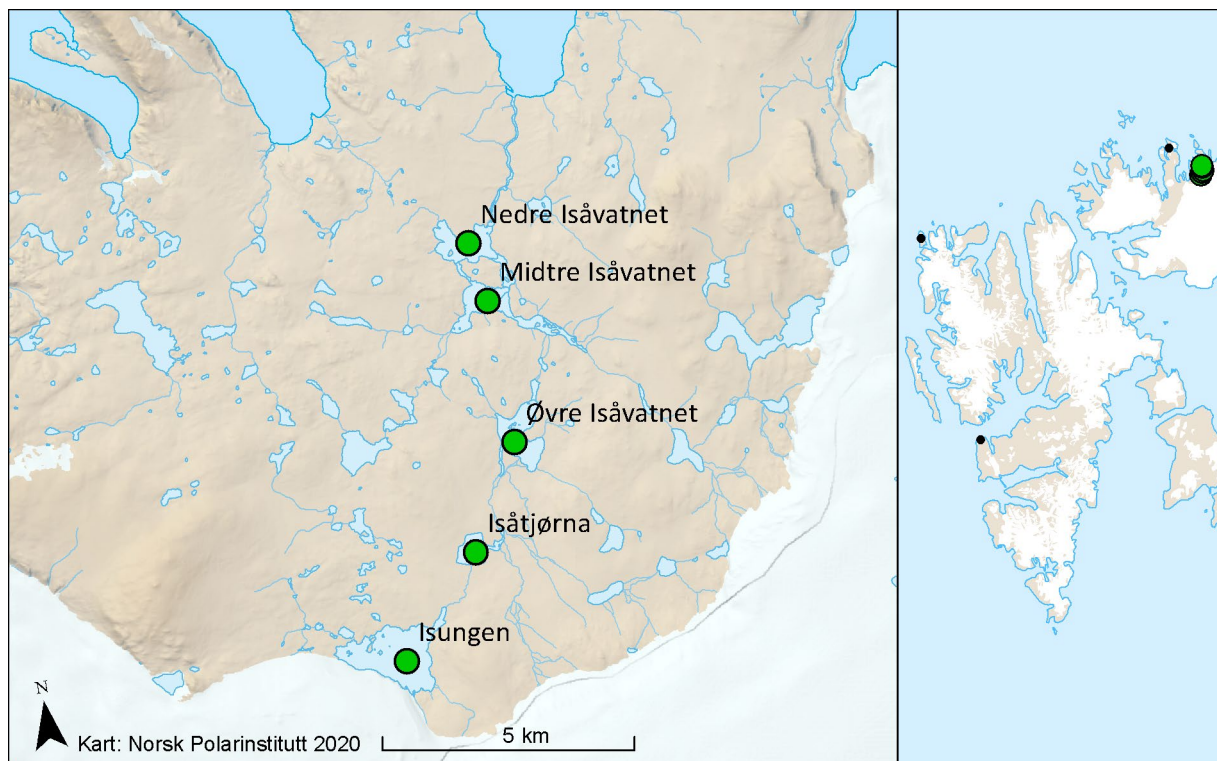 Nedre Isåvatnet
Midtre Isåvatnet
Øvre Isåvatnet
Isåtjørna
Isungen
N
Kart: Norsk Polarinstitutt 2020
5 km